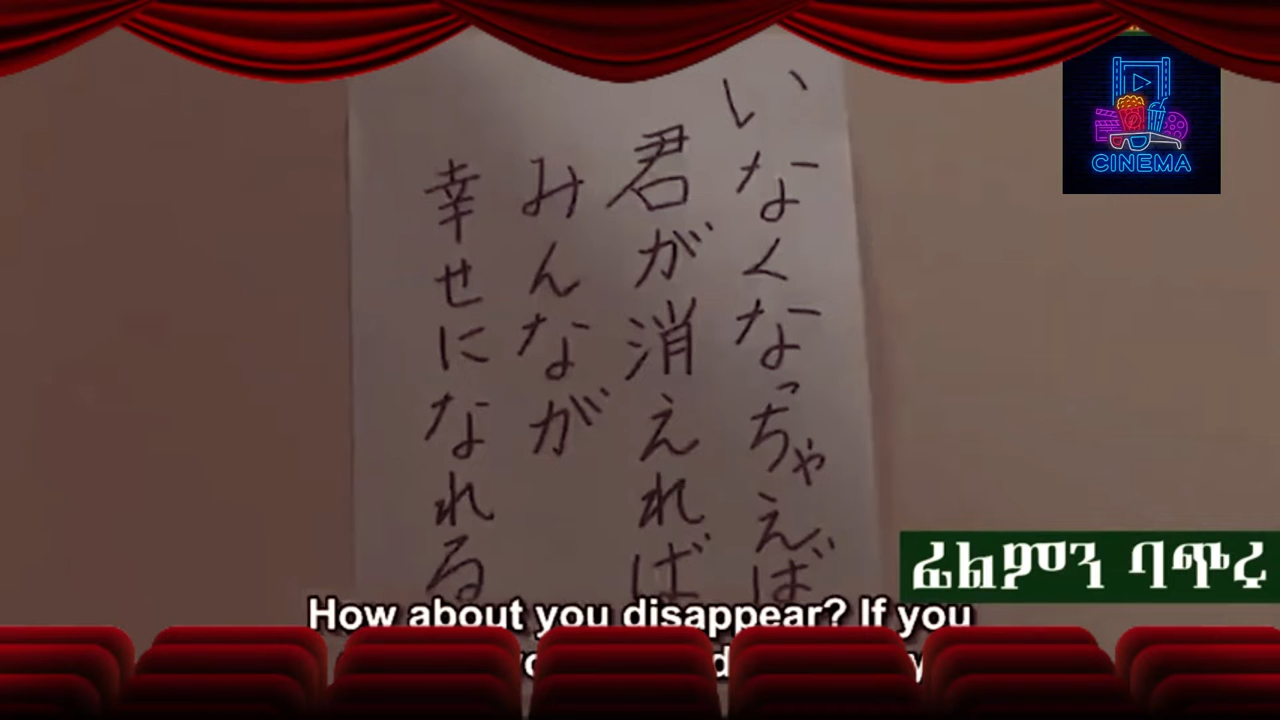 いなくなっちゃえば
君が消えれば
みんなが
幸せになれる
CINEMA
ፊልምን ባጭሩ
How about you disappear? If you